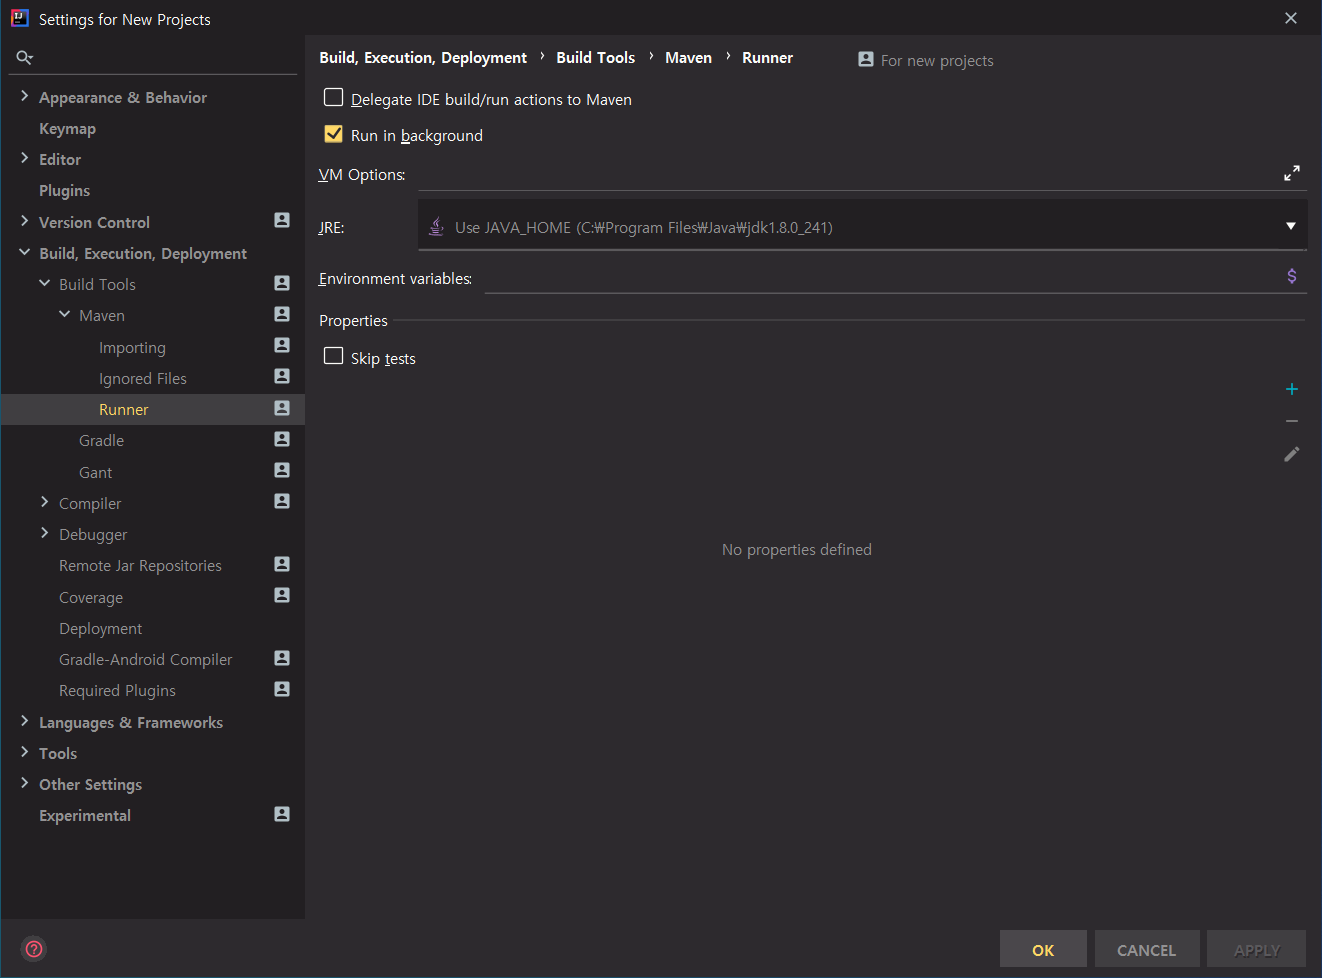 Settings for New Projects
Appearance & Behavior
Keymap
Editor
Plugins
Version Control
Build, Execution, Deployment
Build Tools
Maven
Importing
Ignored Files
Runner
Gradle
Gant
Compiler
Debugger
Remote Jar Repositories
Coverage
Deployment
Gradle-Android Compiler
Required Plugins
Languages & Frameworks
Tools
Other Settings
Experimental
Build, Execution, Deployment › Build Tools › Maven › Runner For new projects
Delegate IDE build/run actions to Maven
Run in background
VM Options:
JRE: Use JAVA_HOME (C:₩Program Files₩Java₩jdk1.8.0_241)
Environment variables: $
Properties
Skip tests
No properties defined
OK CANCEL APPLY